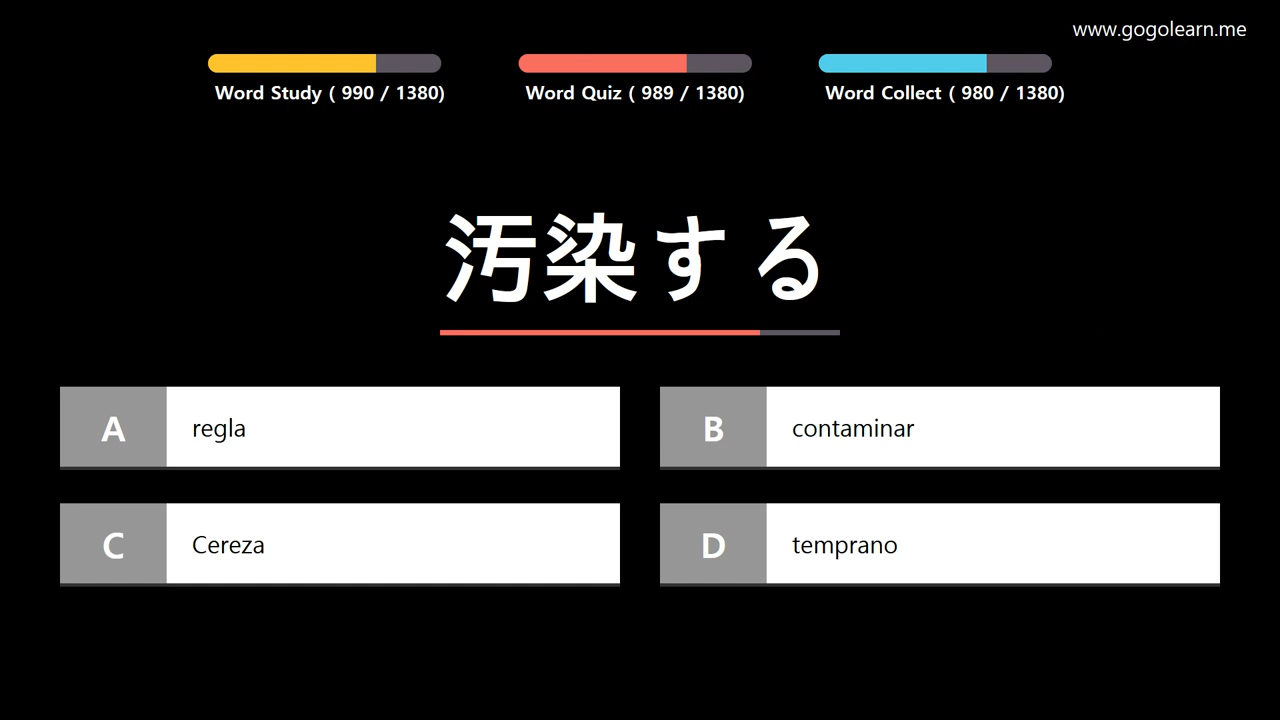 www.gogolearn.me
Word Study ( 990 / 1380)
Word Quiz ( 989 / 1380)
Word Collect ( 980 / 1380)
汚染する
A
regla
B
contaminar
C
Cereza
D
temprano